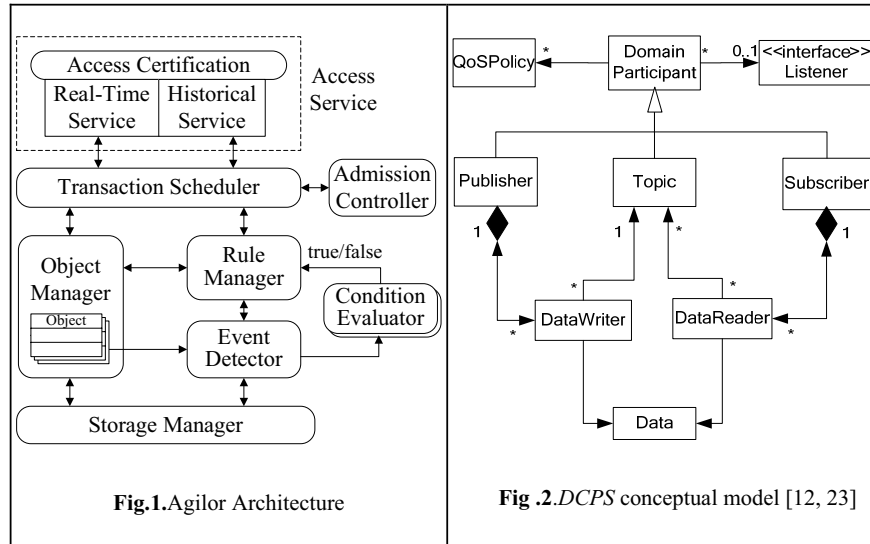 Access Certification
Real-Time
Service
Historical
Service
Access
Service
Transaction Scheduler
Admission
Controller
Object
Manager
Object
Rule
Manager
true/false
Condition
Evaluator
Event
Detector
Storage Manager
Fig.1.Agilor Architecture
QoSPolicy
*
Domain
Participant
*
0..1
<<interface>>
Listener
Publisher
Topic
Subscriber
1
1
*
1
*
*
*
DataWriter
*
DataReader
*
Data
Fig .2.DCPS conceptual model [12, 23]